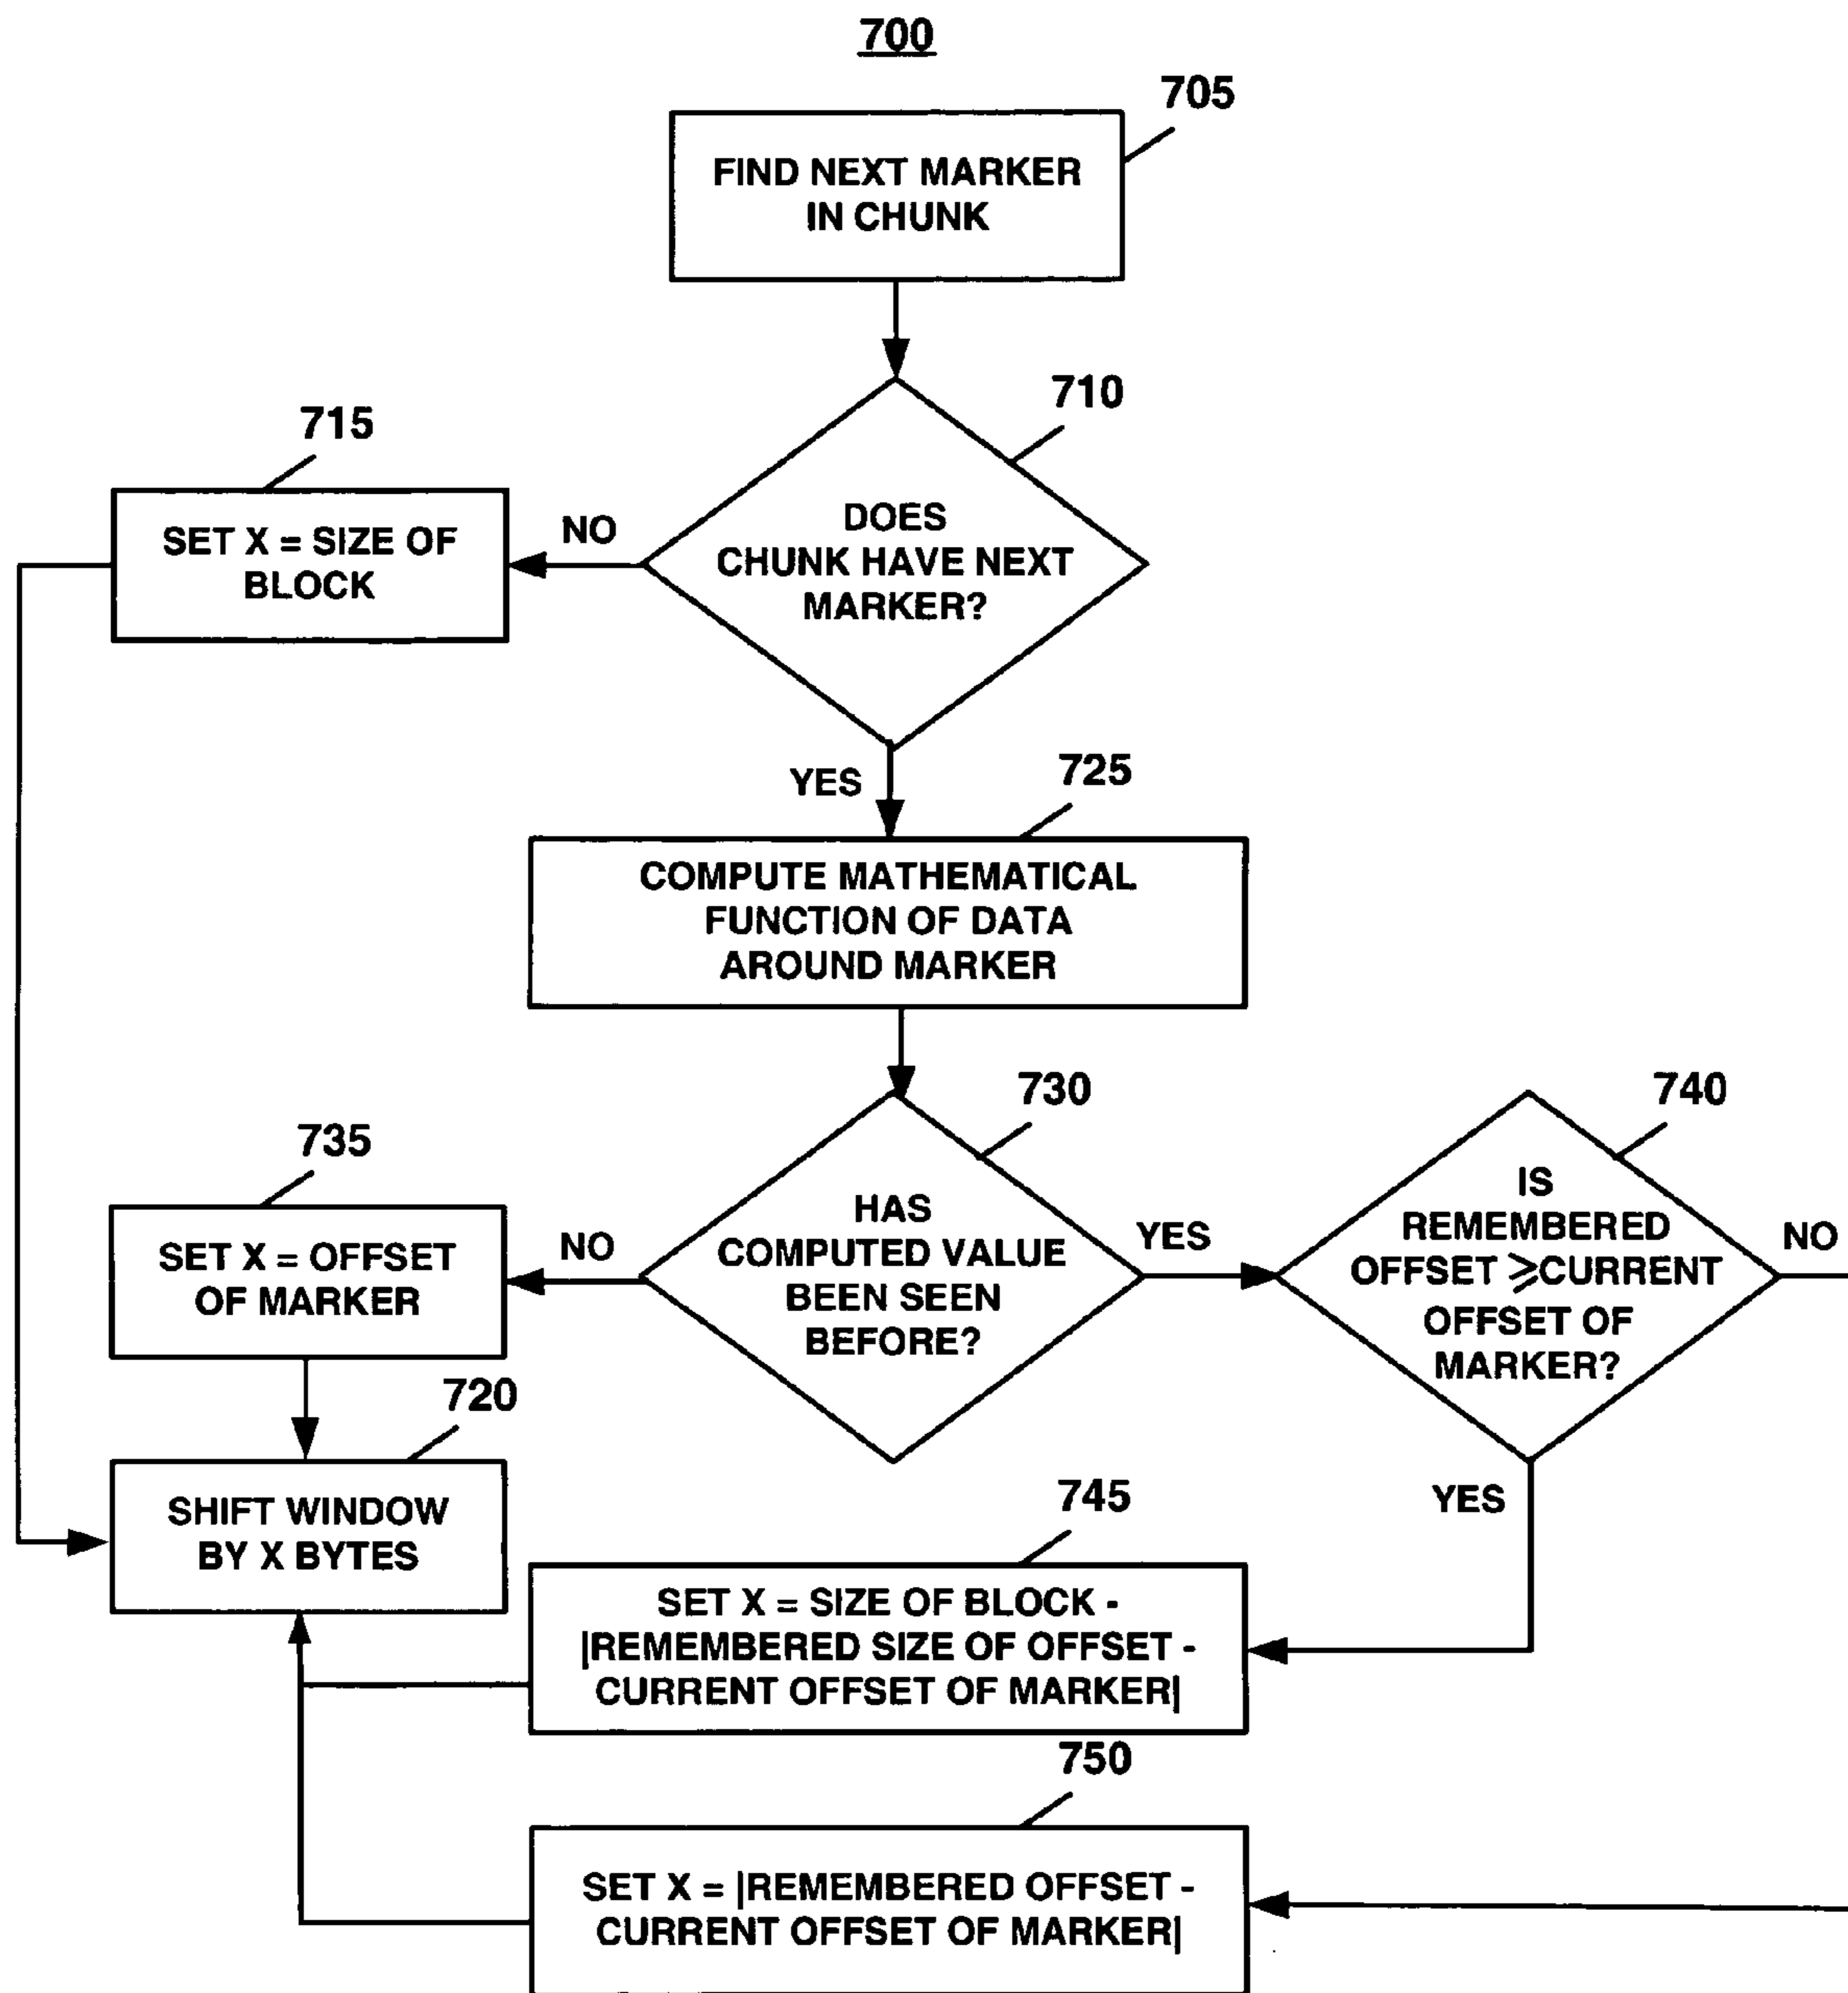 700
705
FIND NEXT MARKER
IN CHUNK
710
DOES
CHUNK HAVE NEXT
MARKER?
NO
715
SET X = SIZE OF
BLOCK
YES
725
COMPUTE MATHEMATICAL
FUNCTION OF DATA
AROUND MARKER
730
HAS
COMPUTED VALUE
BEEN SEEN
BEFORE?
NO
735
SET X = OFFSET
OF MARKER
YES
740
IS
REMEMBERED
OFFSET ⩾CURRENT
OFFSET OF
MARKER?
NO
YES
720
SHIFT WINDOW
BY X BYTES
745
SET X = SIZE OF BLOCK -
|REMEMBERED SIZE OF OFFSET -
CURRENT OFFSET OF MARKER|
750
SET X = |REMEMBERED OFFSET -
CURRENT OFFSET OF MARKER|